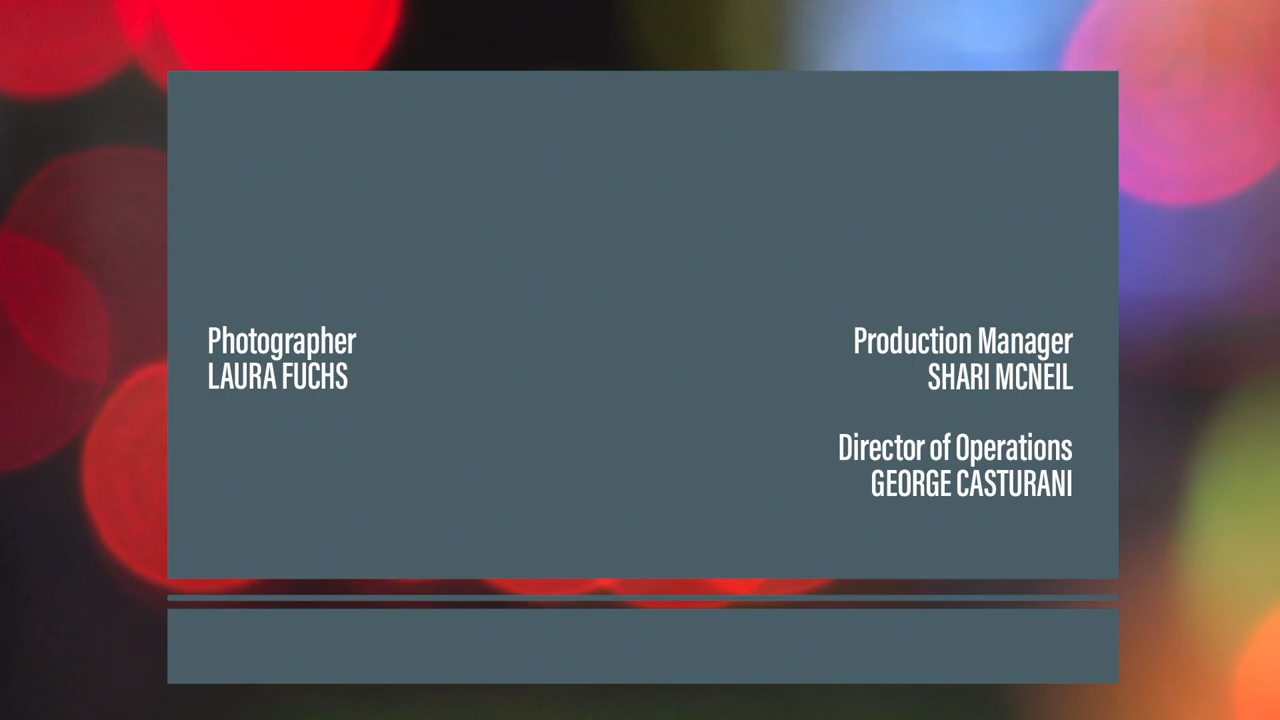 Photographer
LAURA FUCHS
Production Manager
SHARI MCNEIL
Director of Operations
GEORGE CASTURANI